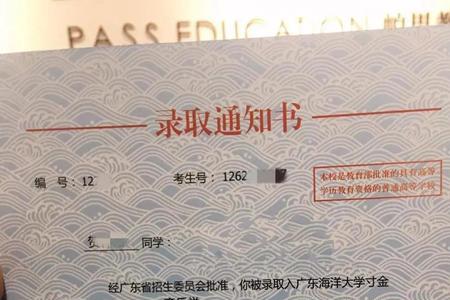 PASS EDUCATION 帕思教
录取通知书
编 号：12 考生号：1262
本校是教育部批准的具有高等
学历教育资格的普通高等学校
同学：
经广东省招生委员会批准，你被录取入广东海洋大学寸金